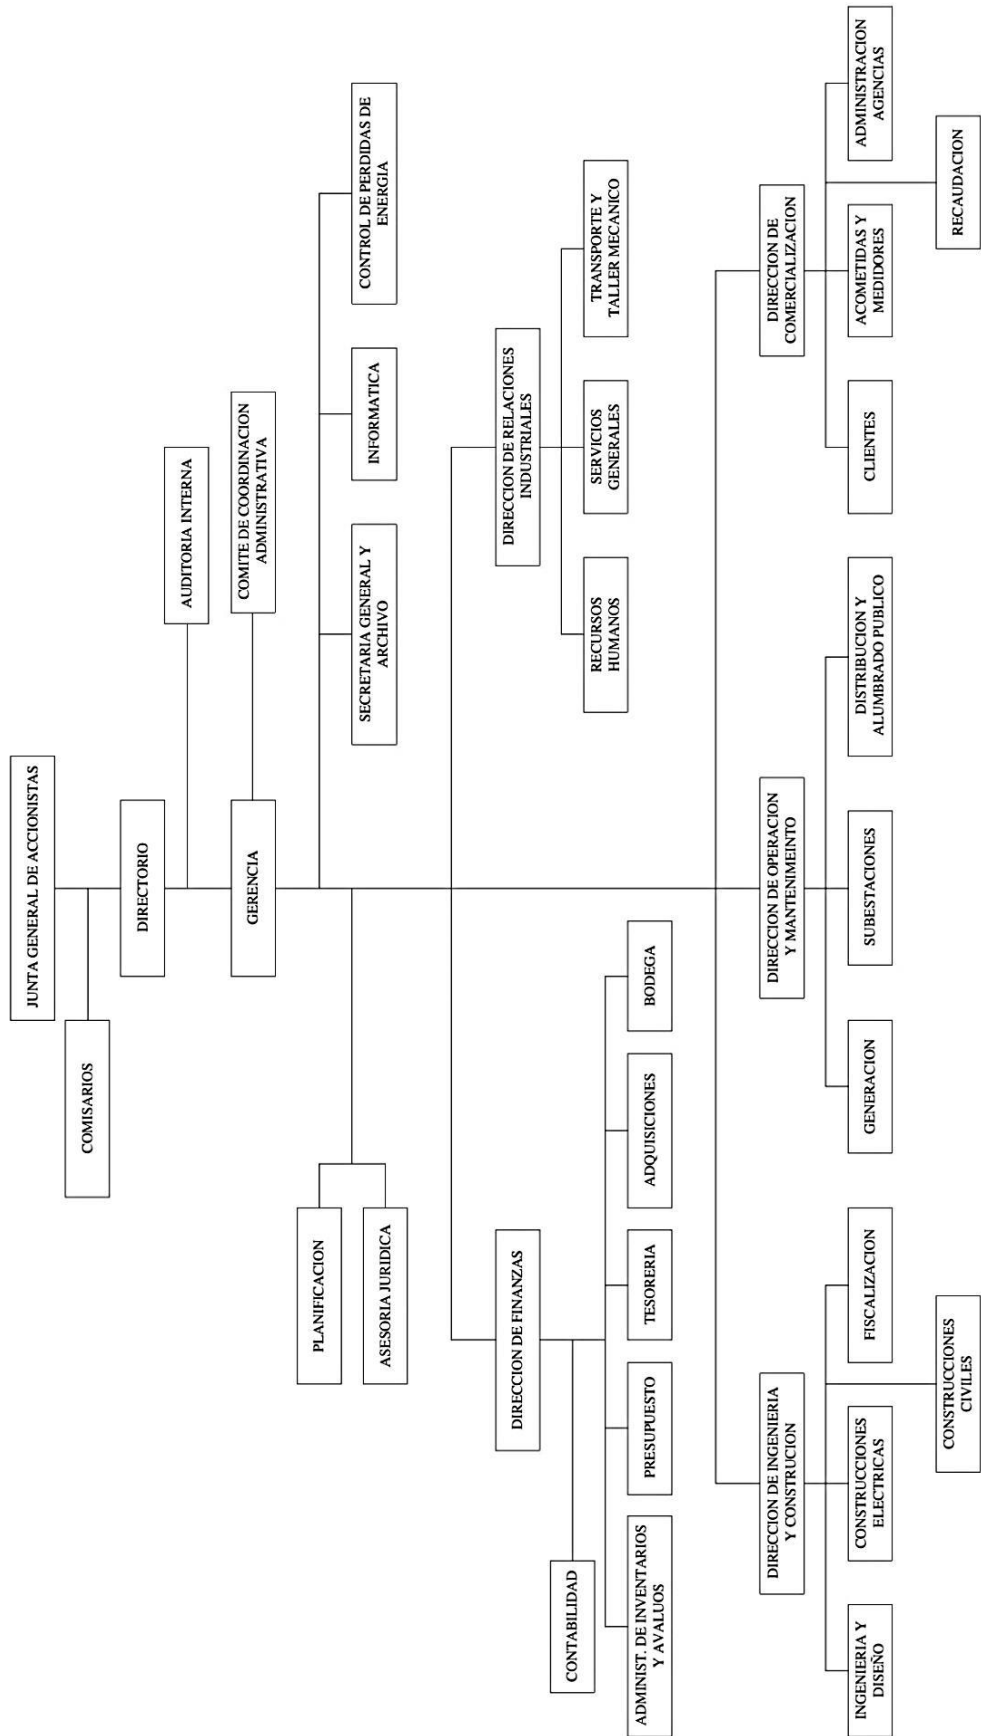 JUNTA GENERAL DE ACCIONISTAS
COMISARIOS
DIRECTORIO
AUDITORIA INTERNA
GERENCIA
COMITE DE COORDINACION
ADMINISTRATIVA
PLANIFICACION
ASESORIA JURIDICA
SECRETARIA GENERAL Y
ARCHIVO
INFORMATICA
CONTROL DE PERDIDAS DE
ENERGIA
DIRECCION DE FINANZAS
DIRECCION DE RELACIONES
INDUSTRIALES
CONTABILIDAD
ADMINIST. DE INVENTARIOS
Y AVALUOS
PRESUPUESTO
TESORERIA
ADQUISICIONES
BODEGA
RECURSOS
HUMANOS
SERVICIOS
GENERALES
TRANSPORTE Y
TALLER MECANICO
DIRECCION DE INGENIERIA
Y CONSTRUCION
DIRECCION DE OPERACION
Y MANTENIMEINTO
DIRECCION DE
COMERCIALIZACION
INGENIERIA Y
DISEÑO
CONSTRUCCIONES
ELECTRICAS
FISCALIZACION
GENERACION
SUBESTACIONES
DISTRIBUCION Y
ALUMBRADO PUBLICO
CLIENTES
ACOMETIDAS Y
MEDIDORES
ADMINISTRACION
AGENCIAS
CONSTRUCCIONES
CIVILES
RECAUDACION